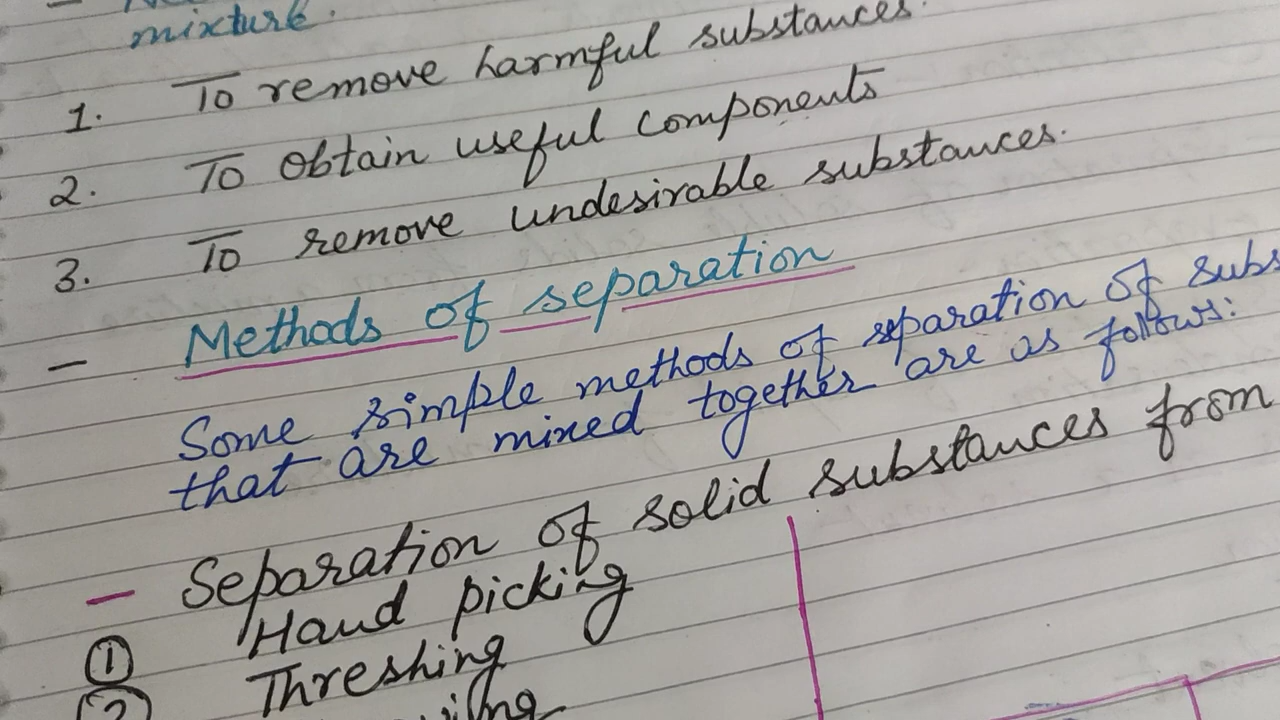 mixture.
1. To remove harmful substances.
2. To obtain useful components
3. To remove undesirable substances.
– Methods of separation
Some simple methods of separation of subs
that are mixed together are as follows:
– Separation of solid substances from
① Hand picking
② Threshing